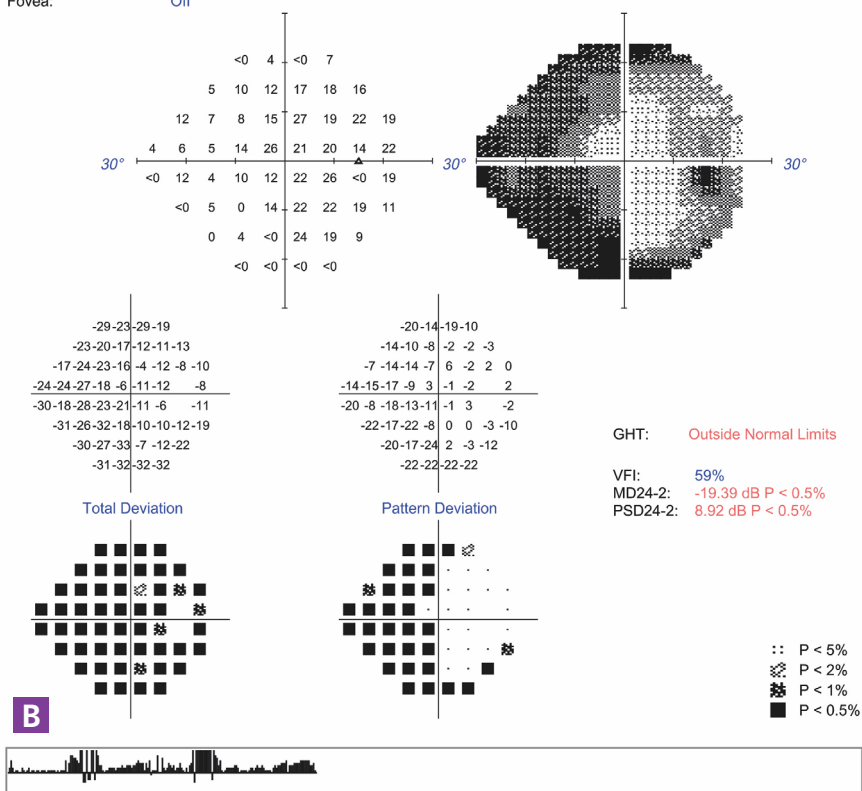 Fovea: Off
<0 4 <0 7
5 10 12 17 18 16
12 7 8 15 27 19 22 19
4 6 5 14 26 21 20 14 22
30° 30° 30°
<0 12 4 10 12 22 26 <0 19
<0 5 0 14 22 22 19 11
0 4 <0 24 19 9
<0 <0 <0 <0
-29-23-29-19 -20-14-19-10
-23-20-17-12-11-13 -14-10 -8 -2 -2 -3
-17-24-23-16 -4 -12 -8 -10 -7 -14-14 -7 6 -2 2 0
-24-24-27-18 -6 -11-12 -8 -14-15-17 -9 3 -1 -2 2
-30-18-28-23-21-11 -6 -11 -20 -8 -18-13-11 -1 3 -2
-31-26-32-18-10-10-12-19 -22-17-22 -8 0 0 -3 -10
GHT: Outside Normal Limits
-30-27-33 -7 -12-22 -20-17-24 2 -3 -12
-31-32-32-32 -22-22-22-22
VFI: 59%
MD24-2: -19.39 dB P < 0.5%
PSD24-2: 8.92 dB P < 0.5%
Total Deviation Pattern Deviation
P < 5%
P < 2%
P < 1%
P < 0.5%
B